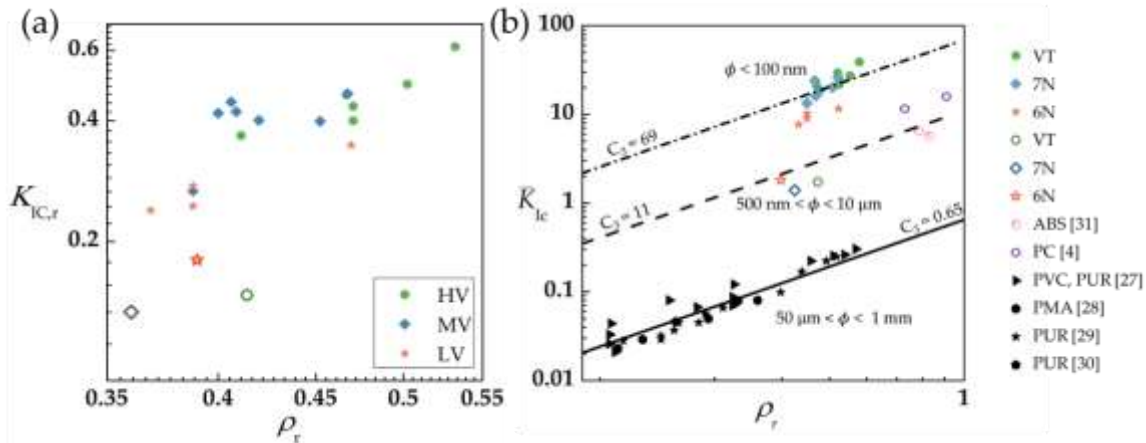 (a)
0.6
0.4
0.2
K_IC,r
HV
MV
LV
0.35
0.4
0.45
0.5
0.55
ρ_r
(b)
100
10
1
0.1
0.01
K̄_Ic
ϕ < 100 nm
C₅ = 69
500 nm < ϕ < 10 μm
C₅ = 11
C₅ = 0.65
50 μm < ϕ < 1 mm
ρ_r
1
VT
7N
6N
VT
7N
6N
ABS [31]
PC [4]
PVC, PUR [27]
PMA [28]
PUR [29]
PUR [30]